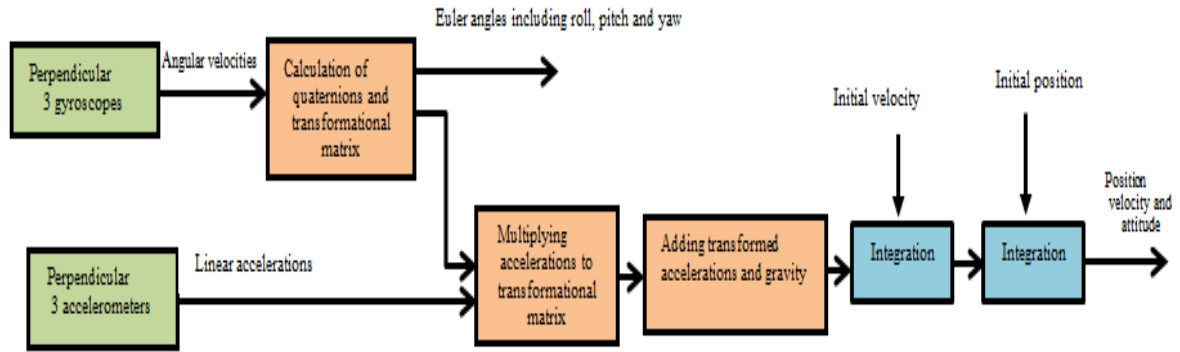 Euler angles including roll, pitch and yaw
Perpendicular
3 gyroscopes
Angular velocities
Calculation of
quaternions and
transformational
matrix
Initial velocity
Initial position
Perpendicular
3 accelerometers
Linear accelerations
Multiplying
accelerations to
transformational
matrix
Adding transformed
accelerations and gravity
Integration
Integration
Position
velocity and
attitude